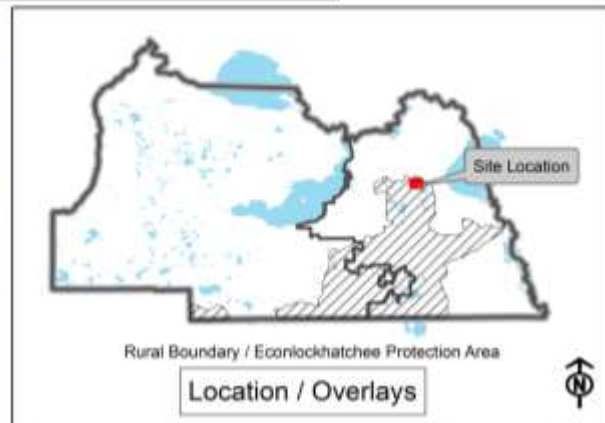 Site Location
Rural Boundary / Econlockhatchee Protection Area
Location / Overlays
N